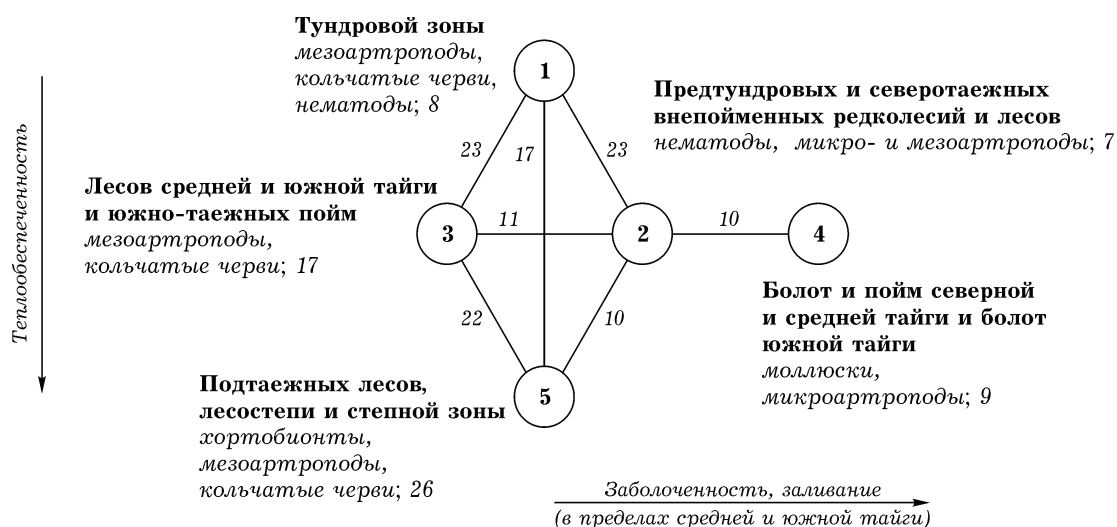 Тундровой зоны
мезоартроподы,
кольчатые черви,
нематоды; 8
1
Предтундровых и северотаежных
внепойменных редколесий и лесов
нематоды, микро- и мезоартроподы; 7
Теплообеспеченность
23
17
23
Лесов средней и южной тайги
и южно-таежных пойм
мезоартроподы,
кольчатые черви; 17
3
11
2
10
4
Болот и пойм северной
и средней тайги и болот
южной тайги
моллюски,
микроартроподы; 9
22
10
Подтаежных лесов,
лесостепи и степной зоны
хортобионты,
мезоартроподы,
кольчатые черви; 26
5
Заболоченность, заливание
(в пределах средней и южной тайги)